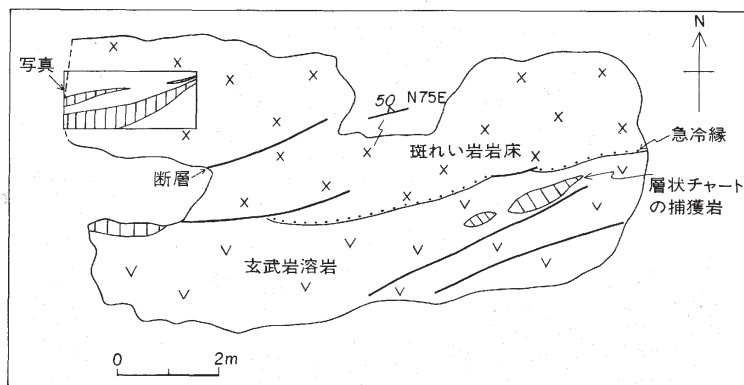 写真
N
50 N75E
急冷縁
斑れい岩岩床
断層
層状チャート
の捕獲岩
玄武岩溶岩
0 2m